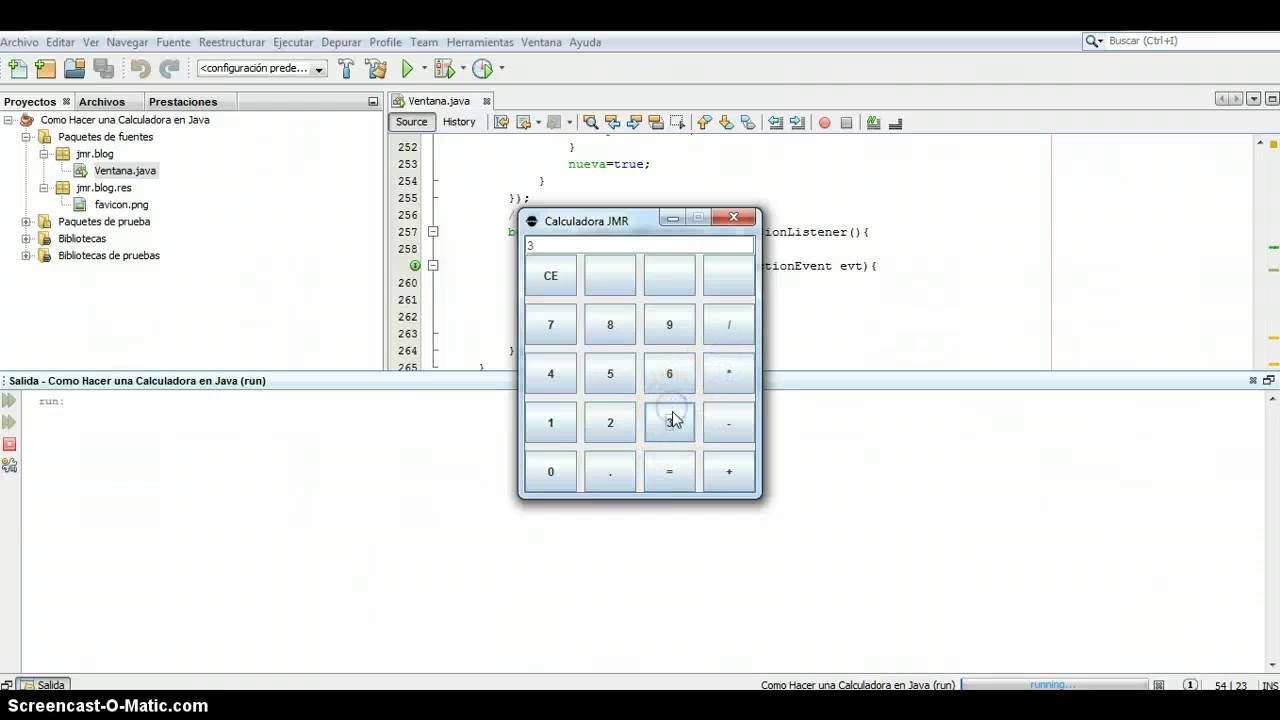 Archivo Editar Ver Navegar Fuente Reestructurar Ejecutar Depurar Profile Team Herramientas Ventana Ayuda
Buscar (Ctrl+I)
<configuración prede...
Proyectos Archivos Prestaciones
Ventana.java
Como Hacer una Calculadora en Java
Source History
Paquetes de fuentes
252 }
jmr.blog
253 nueva=true;
Ventana.java
254 }
jmr.blog.res
255 });
favicon.png
256 /
Paquetes de prueba
Calculadora JMR
Bibliotecas
257 b ionListener(){
3
Bibliotecas de pruebas
258
CE
ctionEvent evt){
260
261
262
7 8 9 /
263
264 }
265 }
4 5 6 *
Salida - Como Hacer una Calculadora en Java (run)
run:
1 2 3 -
0 . = +
Salida
Como Hacer una Calculadora en Java (run) running... 1 54 | 23 INS
Screencast-O-Matic.com